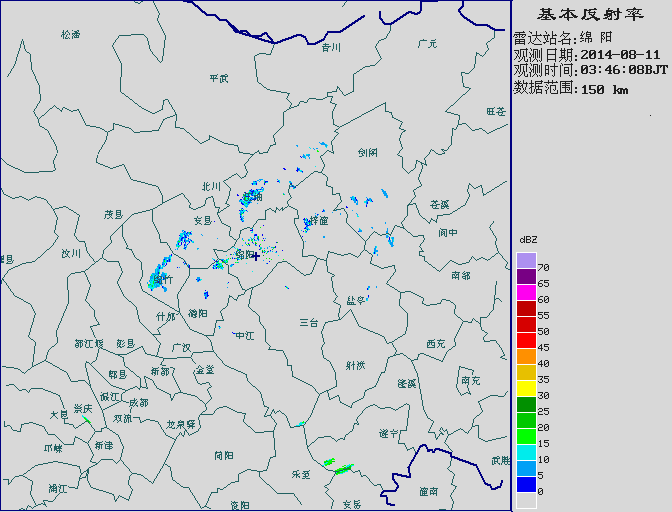 基本反射率
雷达站名:绵 阳
观测日期:2014-08-11
观测时间:03:46:08BJT
数据范围:150 km
松潘
青川
广元
平武
旺苍
剑阁
北川
江油
苍溪
茂县
安县
梓潼
阆中
汶川
绵阳
南部
绵竹
盐亭
什邡
德阳
三台
中江
西充
都江堰
彭县
广汉
射洪
郫县
新都
金堂
蓬溪
南充
温江
成都
大邑
崇庆
双流
龙泉驿
遂宁
邛崃
新津
简阳
武胜
乐至
蒲江
资阳
安岳
潼南
dBZ
70
65
60
55
50
45
40
35
30
25
20
15
10
5
0